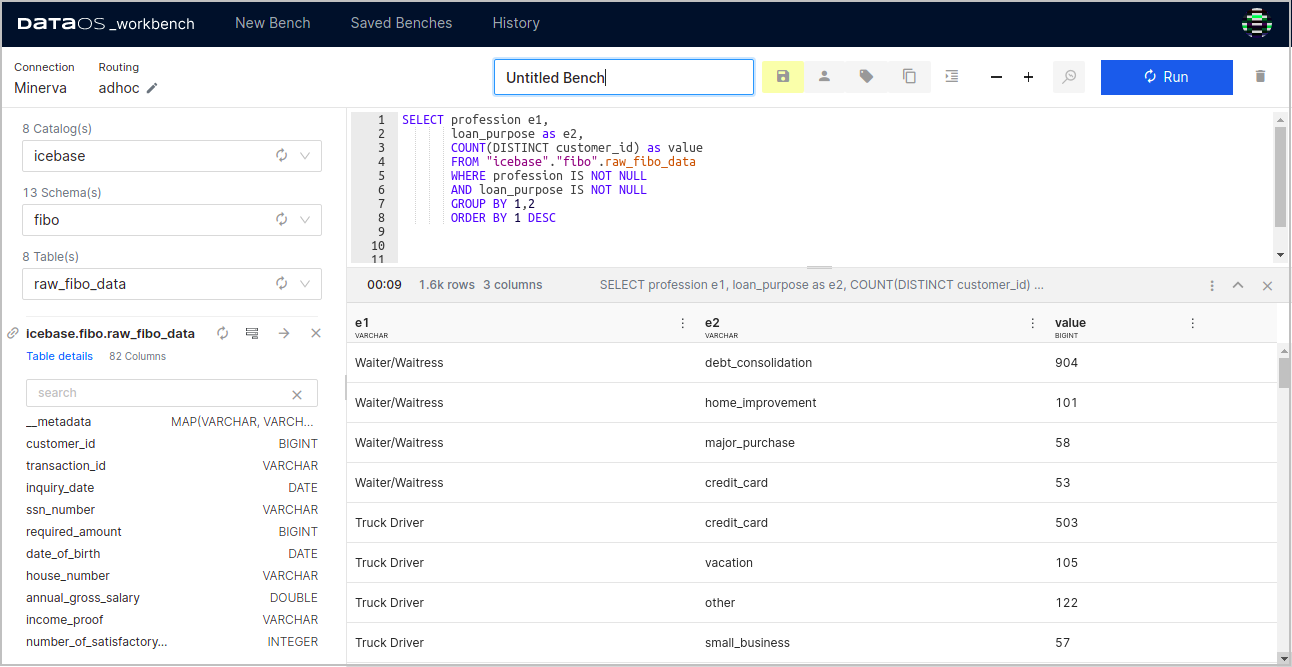 DATAOS _workbench New Bench Saved Benches History
Connection Routing
Minerva adhoc Untitled Bench Run
8 Catalog(s)
icebase
13 Schema(s)
fibo
8 Table(s)
raw_fibo_data
icebase.fibo.raw_fibo_data
Table details 82 Columns
search
__metadata MAP(VARCHAR, VARCH...
customer_id BIGINT
transaction_id VARCHAR
inquiry_date DATE
ssn_number VARCHAR
required_amount BIGINT
date_of_birth DATE
house_number VARCHAR
annual_gross_salary DOUBLE
income_proof VARCHAR
number_of_satisfactory... INTEGER
1 SELECT profession e1,
2 loan_purpose as e2,
3 COUNT(DISTINCT customer_id) as value
4 FROM "icebase"."fibo".raw_fibo_data
5 WHERE profession IS NOT NULL
6 AND loan_purpose IS NOT NULL
7 GROUP BY 1,2
8 ORDER BY 1 DESC
9
10
11
00:09 1.6k rows 3 columns SELECT profession e1, loan_purpose as e2, COUNT(DISTINCT customer_id) ...
e1 e2 value
VARCHAR VARCHAR BIGINT
Waiter/Waitress debt_consolidation 904
Waiter/Waitress home_improvement 101
Waiter/Waitress major_purchase 58
Waiter/Waitress credit_card 53
Truck Driver credit_card 503
Truck Driver vacation 105
Truck Driver other 122
Truck Driver small_business 57